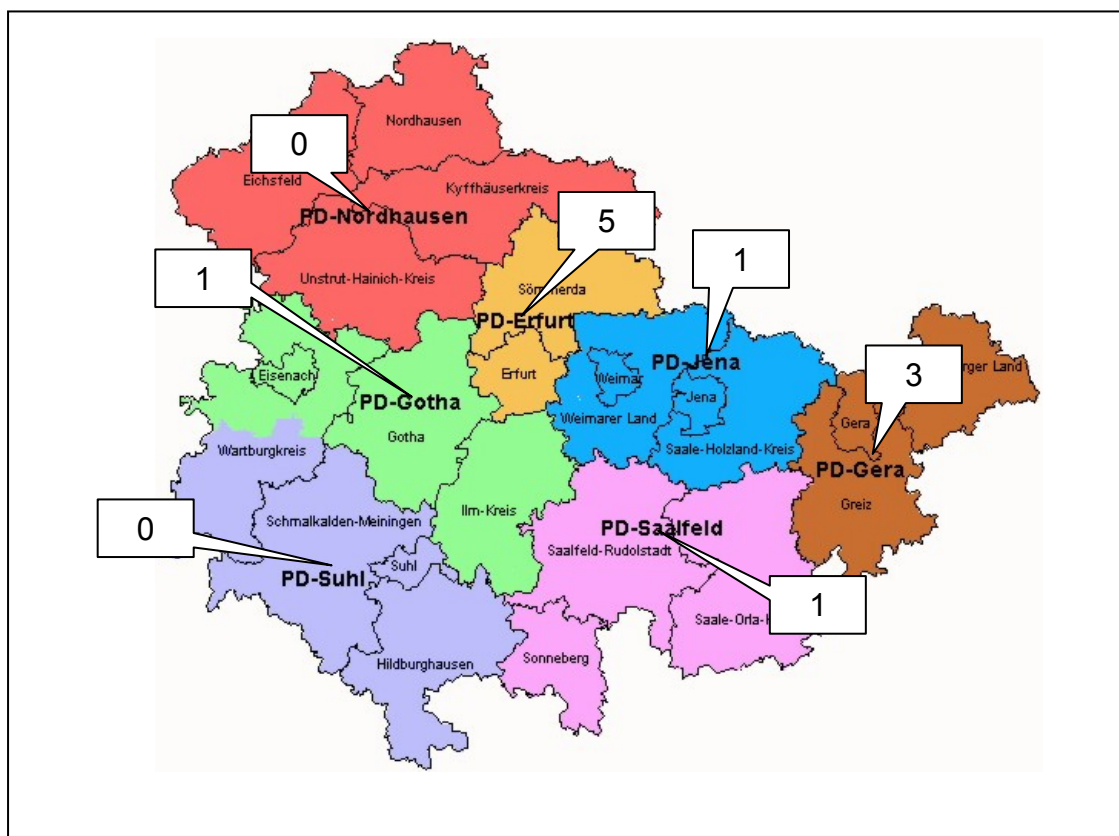 Nordhausen
0
Eichsfeld
Kyffhäuserkreis
PD-Nordhausen
5
Unstrut-Hainich-Kreis
1
1
PD-Erfurt
PD-Jena
Eisenach
Erfurt
Weimar
3
PD-Gotha
Jena
Gotha
Weimarer Land
Gera
Wartburgkreis
Saale-Holzland-Kreis
PD-Gera
Ilm-Kreis
Greiz
Schmalkalden-Meiningen
0
PD-Saalfeld
Saalfeld-Rudolstadt
Suhl
PD-Suhl
1
Hildburghausen
Sonneberg
Land